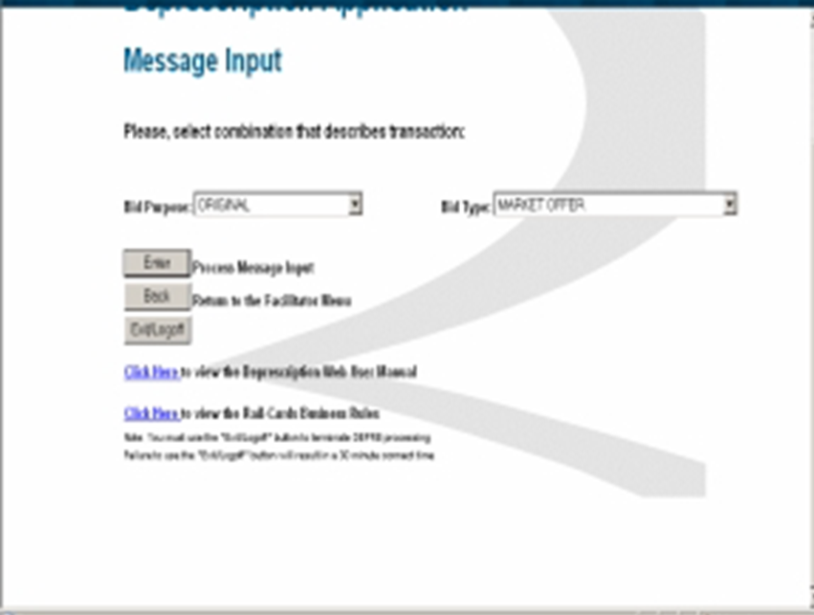 Deprescription Application
Message Input
Please, select combination that describes transaction:
Bid Purpose: ORIGINAL Bid Type: MARKET OFFER
Enter Process Message Input
Back Return to the Facilitator Menu
Exit/Logoff
Click Here to view the Deprescription Web User Manual
Click Here to view the Rail-Cards Business Rules
Note: You must use the "Exit/Logoff" button to terminate processing
Failure to use the "Exit/Logoff" button will result in a 30 minute connect time